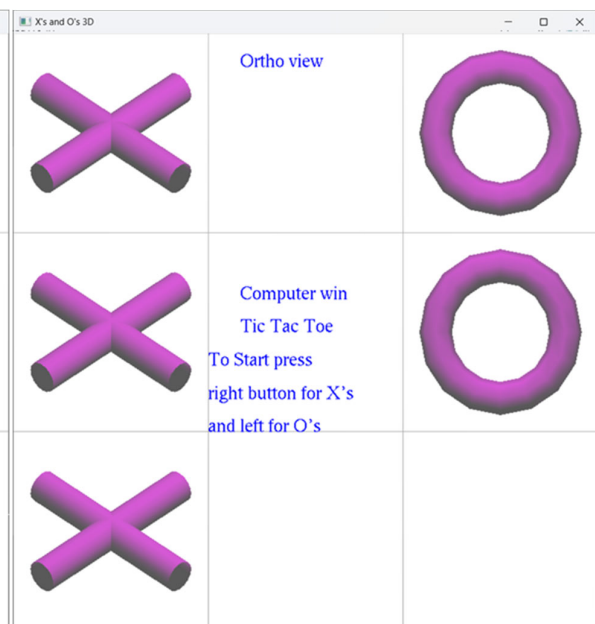 X's and O's 3D
Ortho view
Computer win
Tic Tac Toe
To Start press
right button for X’s
and left for O’s